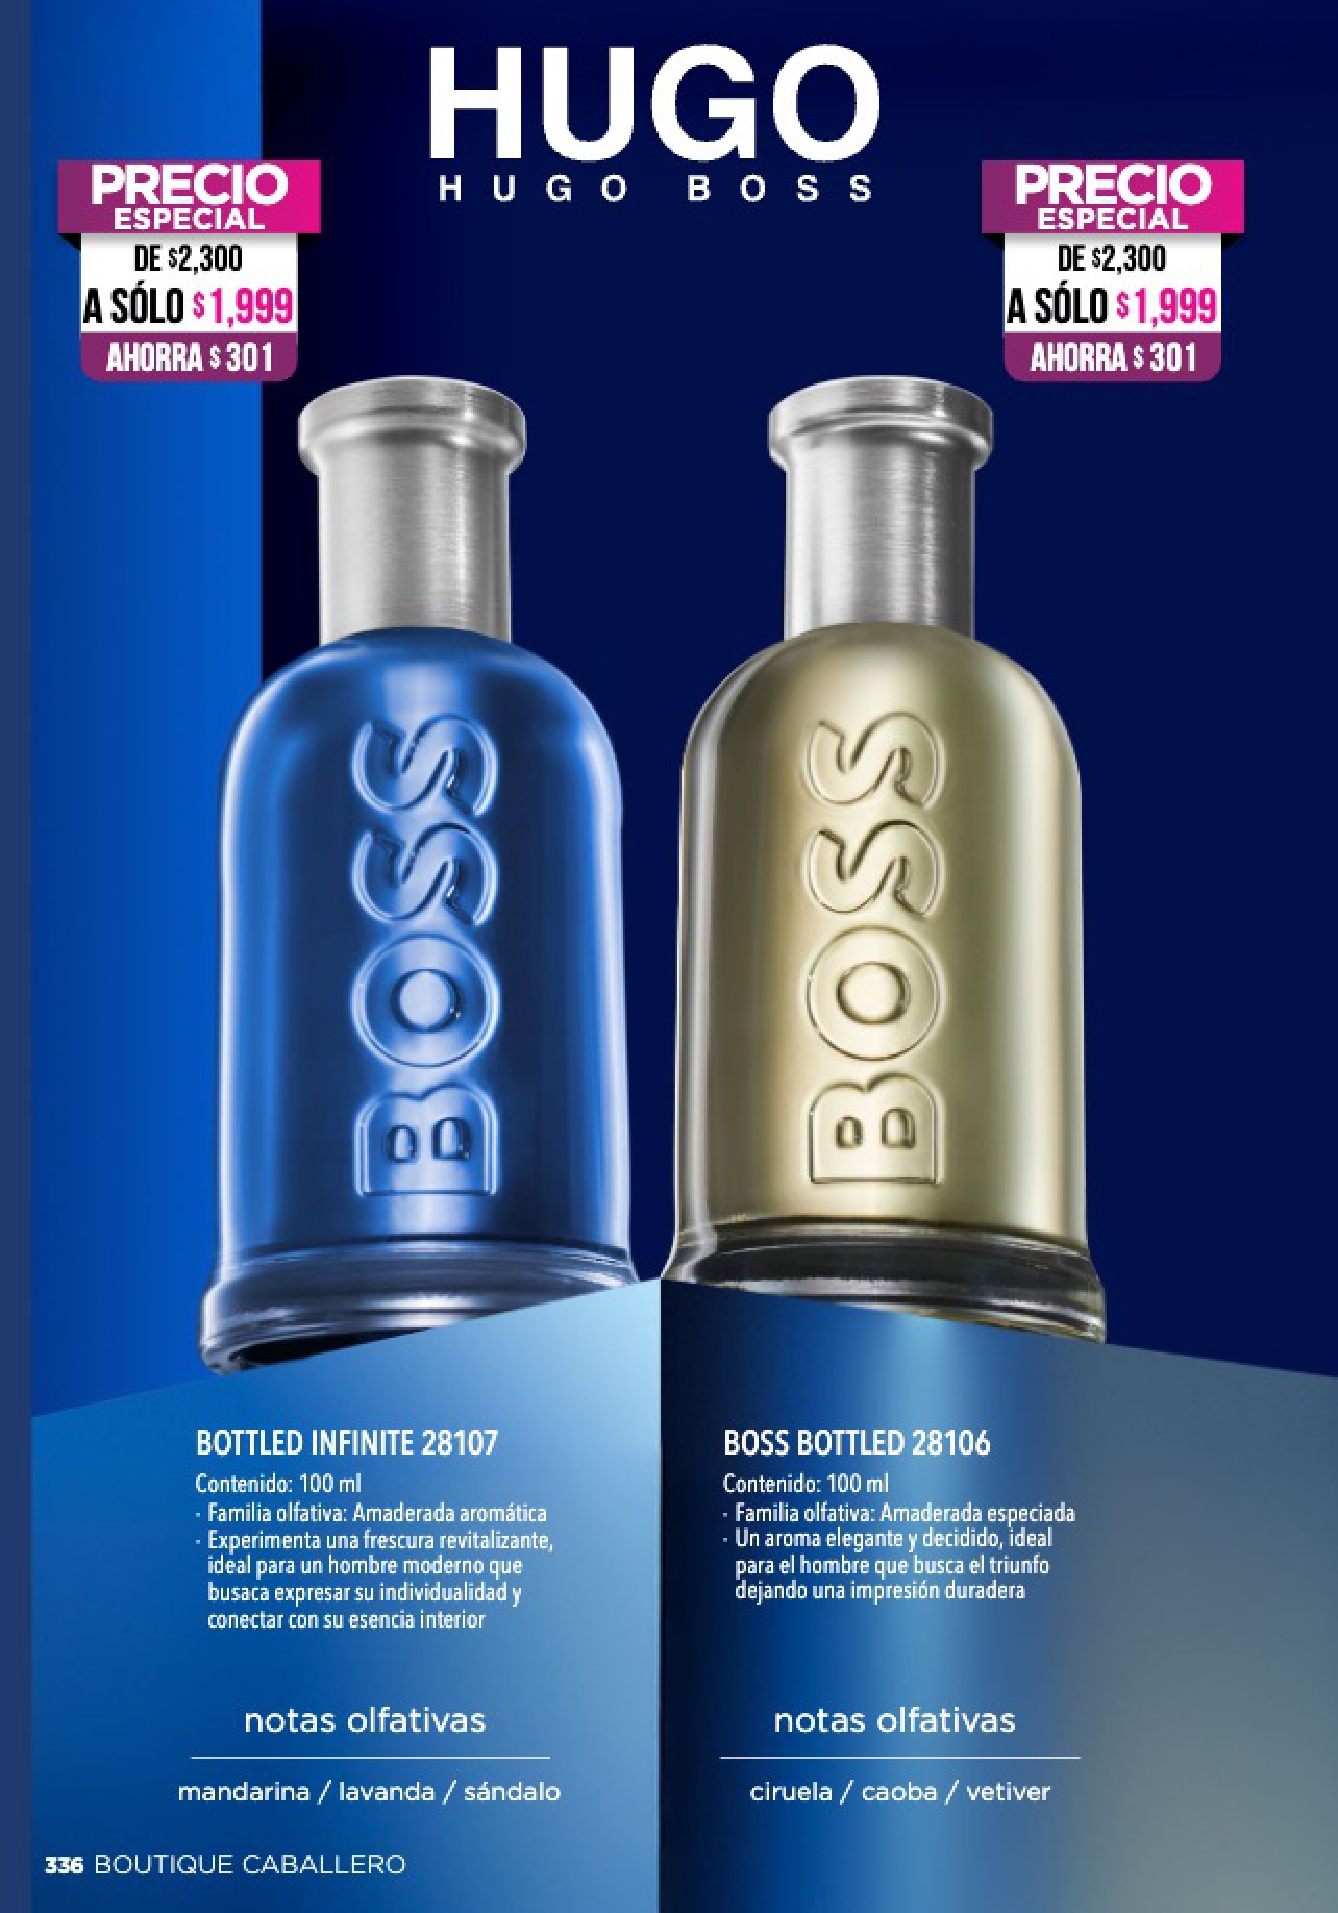 HUGO
HUGO BOSS
PRECIO
ESPECIAL
DE $2,300
A SÓLO $1,999
AHORRA $301
PRECIO
ESPECIAL
DE $2,300
A SÓLO $1,999
AHORRA $301
BOSS
BOSS
BOTTLED INFINITE 28107
Contenido: 100 ml
· Familia olfativa: Amaderada aromática
· Experimenta una frescura revitalizante,
ideal para un hombre moderno que
busaca expresar su individualidad y
conectar con su esencia interior
notas olfativas
mandarina / lavanda / sándalo
BOSS BOTTLED 28106
Contenido: 100 ml
· Familia olfativa: Amaderada especiada
· Un aroma elegante y decidido, ideal
para el hombre que busca el triunfo
dejando una impresión duradera
notas olfativas
ciruela / caoba / vetiver
336 BOUTIQUE CABALLERO